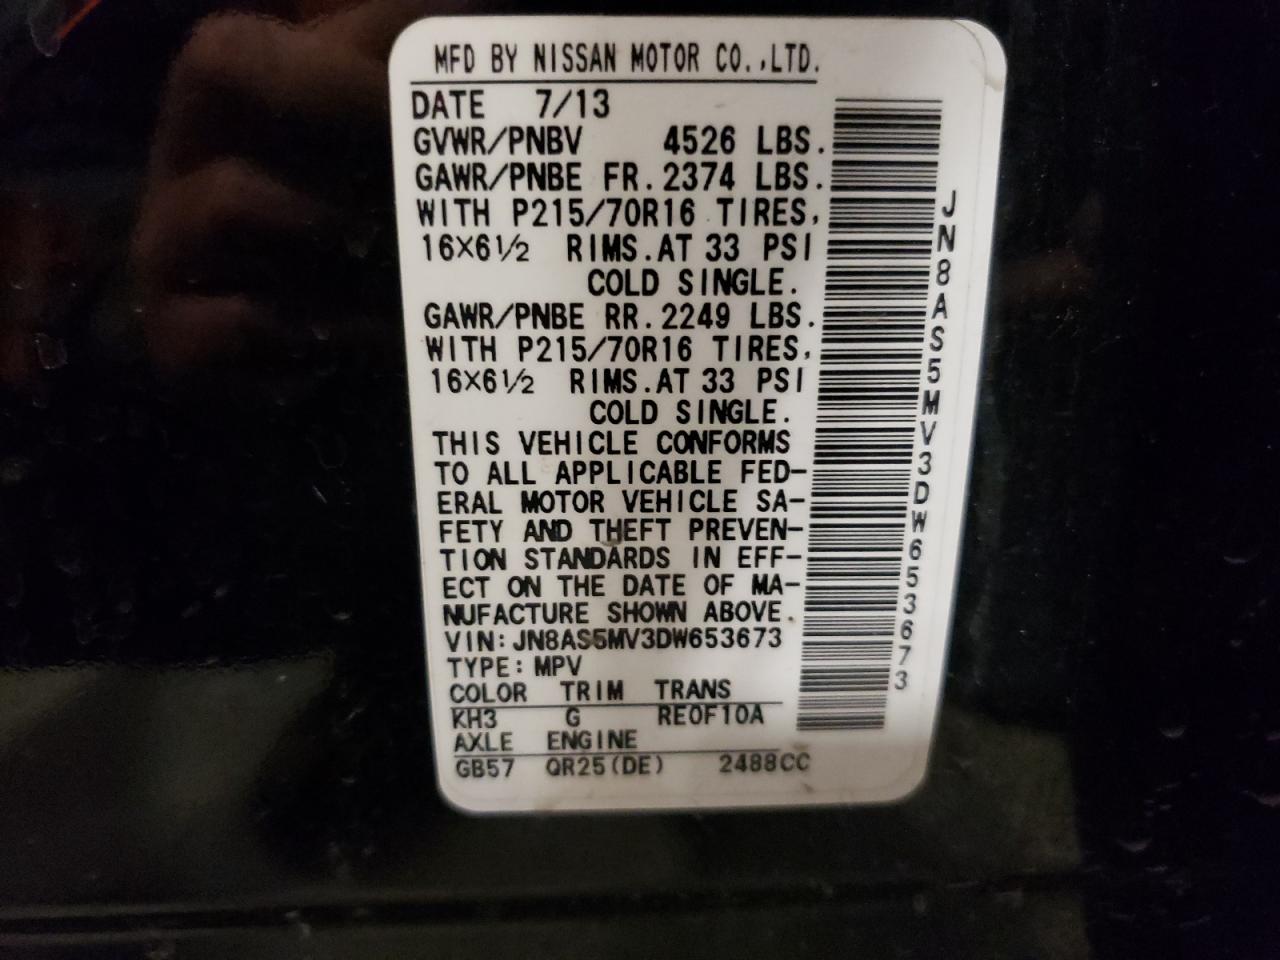 MFD BY NISSAN MOTOR CO.,LTD.
DATE 7/13
GVWR/PNBV 4526 LBS.
GAWR/PNBE FR. 2374 LBS.
WITH P215/70R16 TIRES,
16X6½ RIMS. AT 33 PSI
COLD SINGLE.
GAWR/PNBE RR. 2249 LBS.
WITH P215/70R16 TIRES,
16X6½ RIMS. AT 33 PSI
COLD SINGLE.
THIS VEHICLE CONFORMS
TO ALL APPLICABLE FED-
ERAL MOTOR VEHICLE SA-
FETY AND THEFT PREVEN-
TION STANDARDS IN EFF-
ECT ON THE DATE OF MA-
NUFACTURE SHOWN ABOVE.
VIN: JN8AS5MV3DW653673
TYPE: MPV
COLOR TRIM TRANS
KH3 G RE0F10A
AXLE ENGINE
GB57 QR25(DE) 2488CC
JN8AS5MV3DW653673